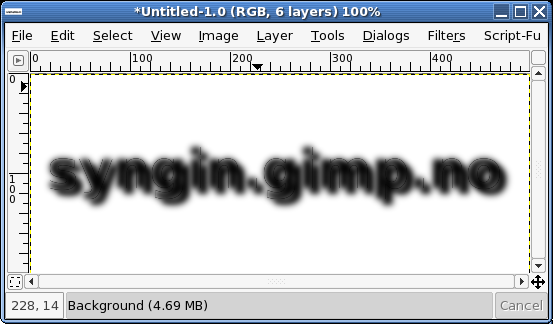 *Untitled-1.0 (RGB, 6 layers) 100%
File Edit Select View Image Layer Tools Dialogs Filters Script-Fu
0 100 200 300 400
0
100
syngin.gimp.no
228, 14 Background (4.69 MB) Cancel